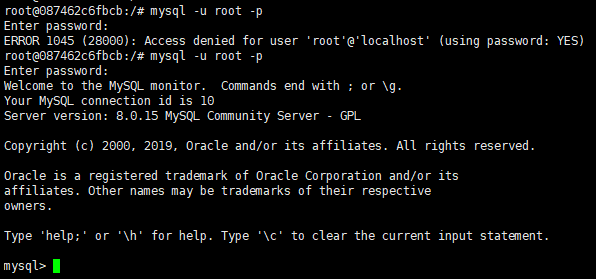 root@087462c6fbcb:/# mysql -u root -p
Enter password:
ERROR 1045 (28000): Access denied for user 'root'@'localhost' (using password: YES)
root@087462c6fbcb:/# mysql -u root -p
Enter password:
Welcome to the MySQL monitor.  Commands end with ; or \g.
Your MySQL connection id is 10
Server version: 8.0.15 MySQL Community Server - GPL

Copyright (c) 2000, 2019, Oracle and/or its affiliates. All rights reserved.

Oracle is a registered trademark of Oracle Corporation and/or its
affiliates. Other names may be trademarks of their respective
owners.

Type 'help;' or '\h' for help. Type '\c' to clear the current input statement.

mysql>